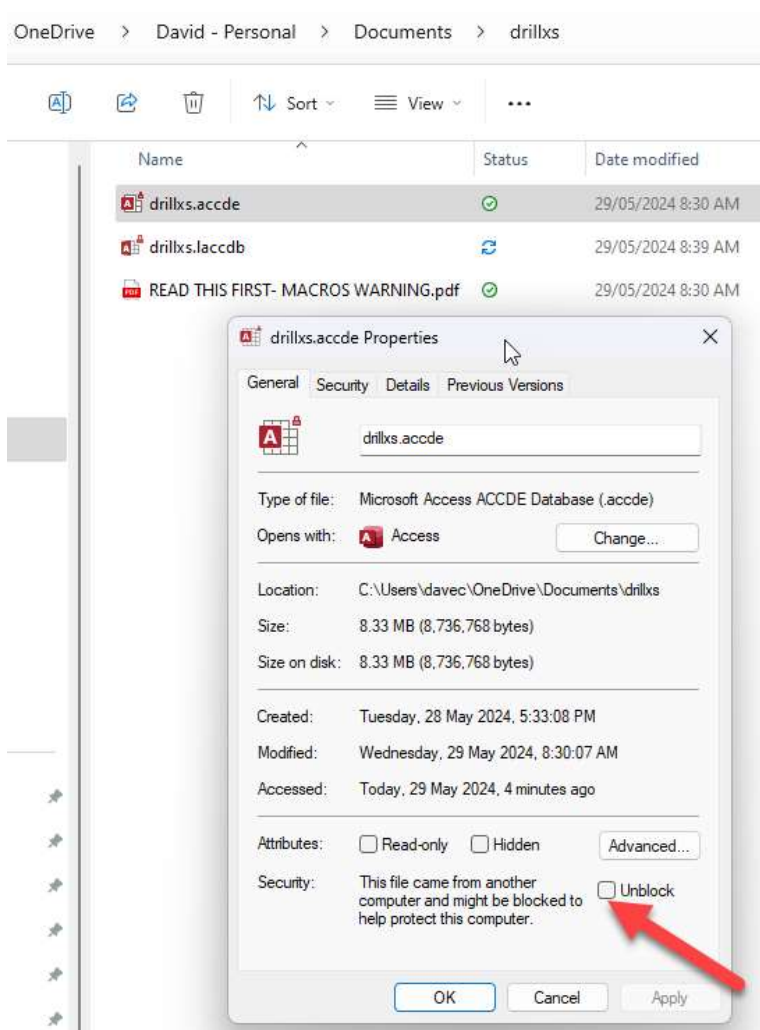 OneDrive > David - Personal > Documents > drillxs
Sort View ...
Name Status Date modified
drillxs.accde 29/05/2024 8:30 AM
drillxs.laccdb 29/05/2024 8:39 AM
READ THIS FIRST- MACROS WARNING.pdf 29/05/2024 8:30 AM
drillxs.accde Properties
General Security Details Previous Versions
drillxs.accde
Type of file: Microsoft Access ACCDE Database (.accde)
Opens with: Access Change...
Location: C:\Users\davec\OneDrive\Documents\drillxs
Size: 8.33 MB (8,736,768 bytes)
Size on disk: 8.33 MB (8,736,768 bytes)
Created: Tuesday, 28 May 2024, 5:33:08 PM
Modified: Wednesday, 29 May 2024, 8:30:07 AM
Accessed: Today, 29 May 2024, 4 minutes ago
Attributes: Read-only Hidden Advanced...
Security: This file came from another
computer and might be blocked to
help protect this computer.
Unblock
OK Cancel Apply